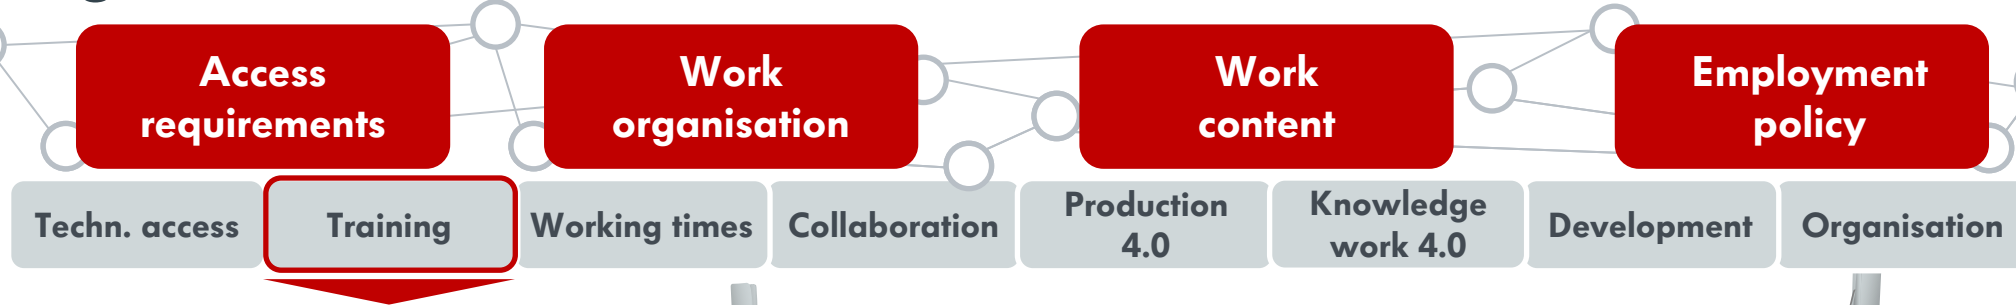 Access
requirements
Work
organisation
Work
content
Employment
policy
Techn. access
Training
Working times
Collaboration
Production
4.0
Knowledge
work 4.0
Development
Organisation